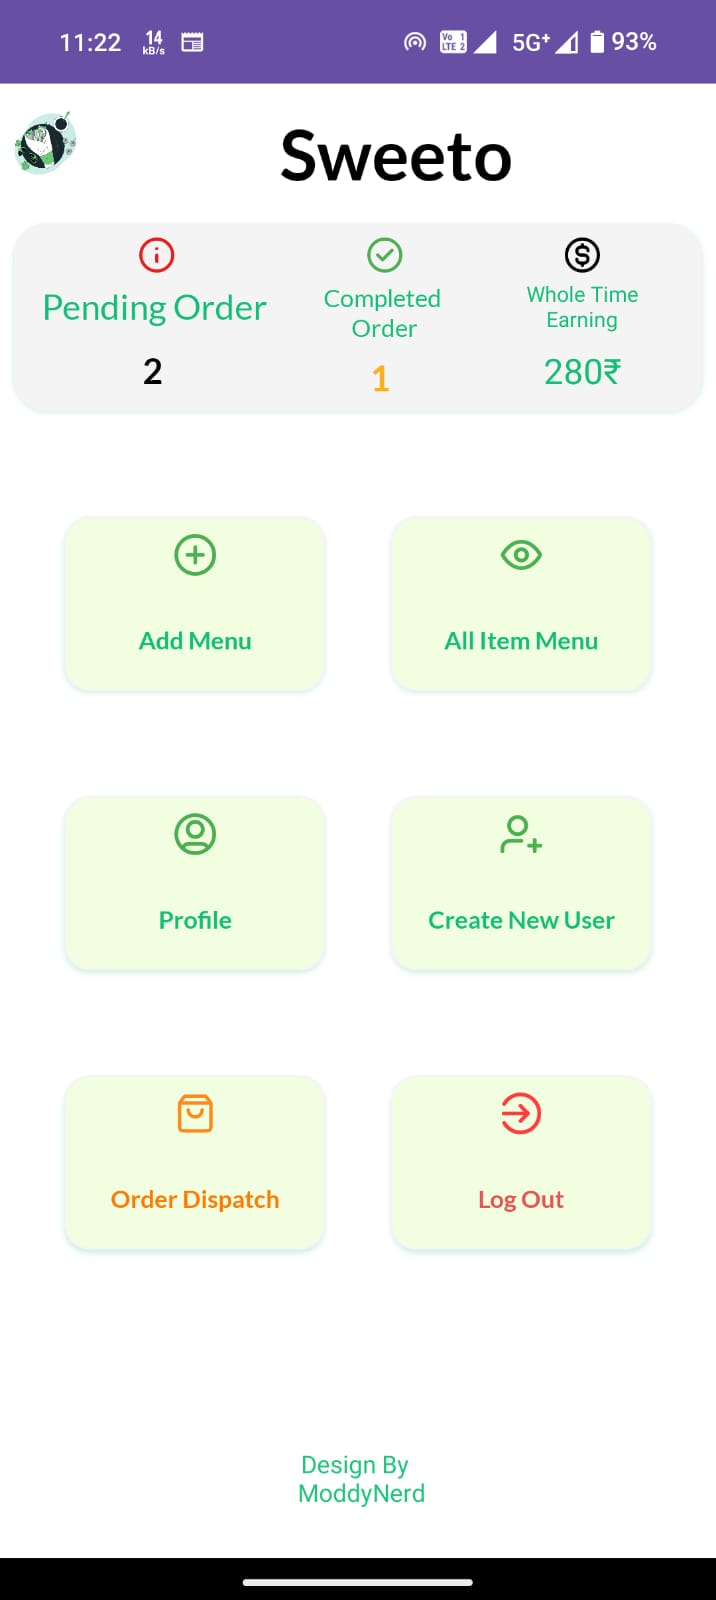 11:22 14 kB/s Vo 1 LTE 2 5G+ 93%
Sweeto
Pending Order
2
Completed
Order
1
Whole Time
Earning
280₹
Add Menu
All Item Menu
Profile
Create New User
Order Dispatch
Log Out
Design By
ModdyNerd